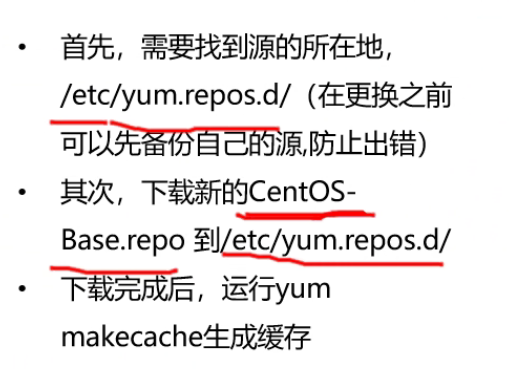 • 首先，需要找到源的所在地，
/etc/yum.repos.d/（在更换之前
可以先备份自己的源,防止出错）
• 其次，下载新的CentOS-
Base.repo 到/etc/yum.repos.d/
• 下载完成后，运行yum
makecache生成缓存